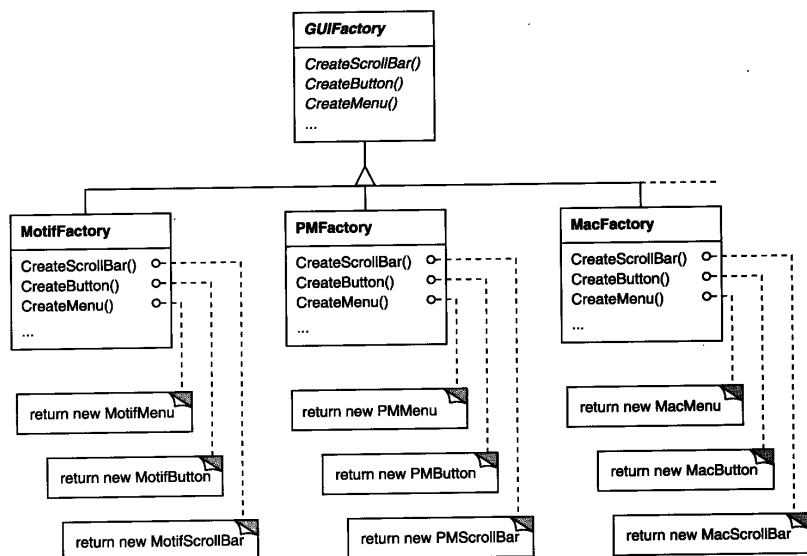 GUIFactory
CreateScrollBar()
CreateButton()
CreateMenu()
...
MotifFactory
CreateScrollBar()
CreateButton()
CreateMenu()
...
PMFactory
CreateScrollBar()
CreateButton()
CreateMenu()
...
MacFactory
CreateScrollBar()
CreateButton()
CreateMenu()
...
return new MotifMenu
return new PMMenu
return new MacMenu
return new MotifButton
return new PMButton
return new MacButton
return new MotifScrollBar
return new PMScrollBar
return new MacScrollBar